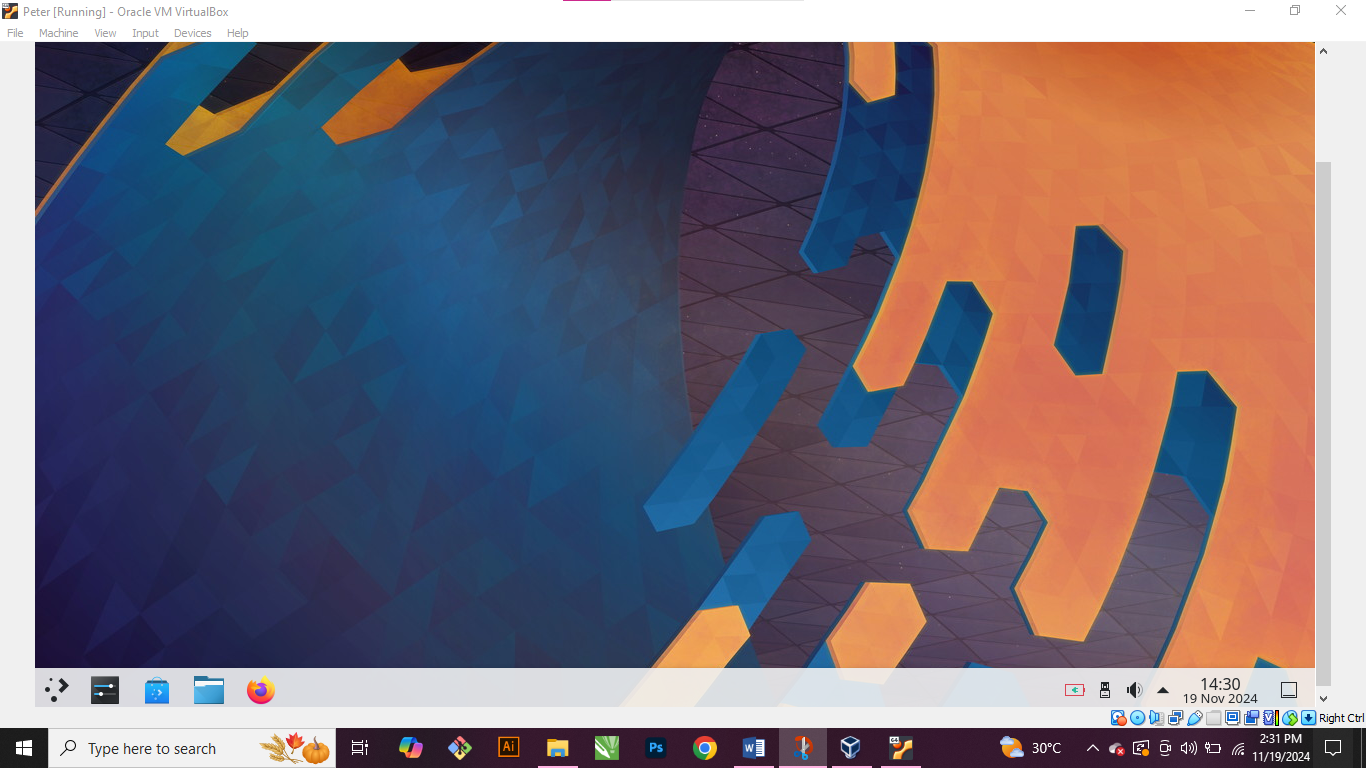 Peter [Running] - Oracle VM VirtualBox
File Machine View Input Devices Help
14:30
19 Nov 2024
Right Ctrl
Type here to search
Ai
Ps
W
30°C
2:31 PM
11/19/2024